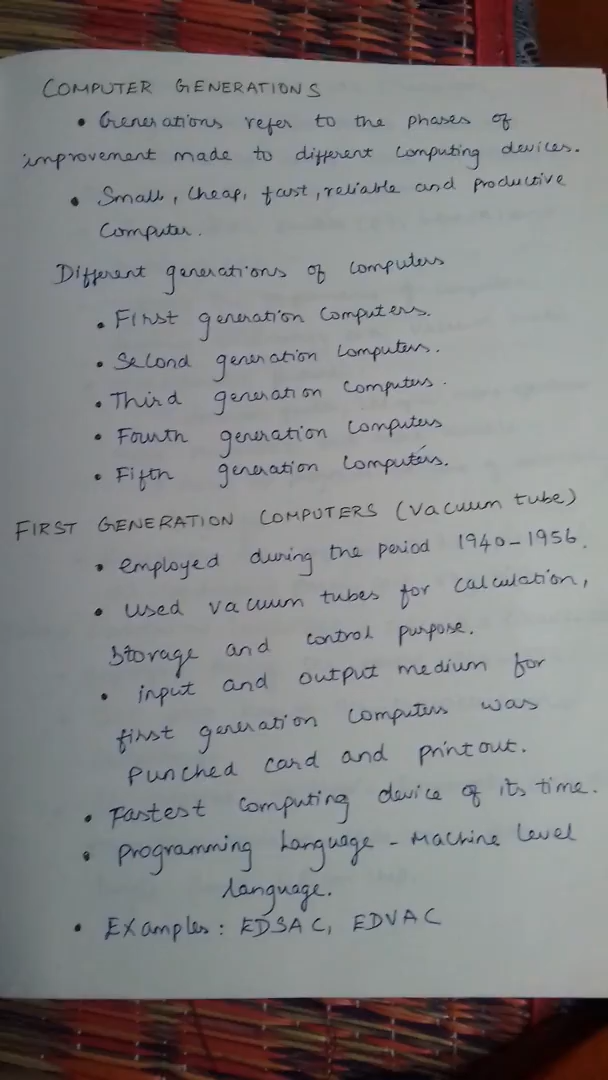 COMPUTER GENERATIONS
• Generations refer to the phases of
improvement made to different computing devices.
• Small, cheap, fast, reliable and productive
computer.
Different generations of computers
• First generation computers.
• Second generation computers.
• Third generation computers.
• Fourth generation computers
• Fifth generation computers.
FIRST GENERATION COMPUTERS (vacuum tube)
• employed during the period 1940-1956.
• used vacuum tubes for calculation,
storage and control purpose.
• input and output medium for
first generation computers was
punched card and printout.
• Fastest computing device of its time.
• programming language - Machine level
language.
• Examples: EDSAC, EDVAC